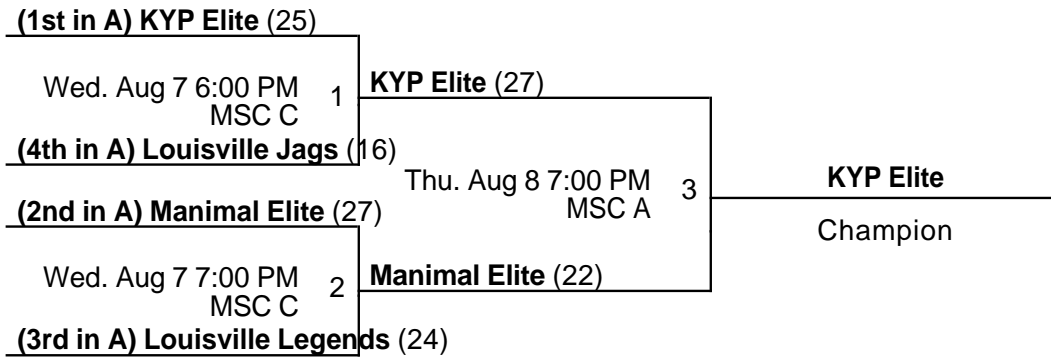 (1st in A) KYP Elite (25)
Wed. Aug 7 6:00 PM
MSC C
1
KYP Elite (27)
(4th in A) Louisville Jags (16)
Thu. Aug 8 7:00 PM
MSC A
3
KYP Elite
Champion
(2nd in A) Manimal Elite (27)
Wed. Aug 7 7:00 PM
MSC C
2
Manimal Elite (22)
(3rd in A) Louisville Legends (24)